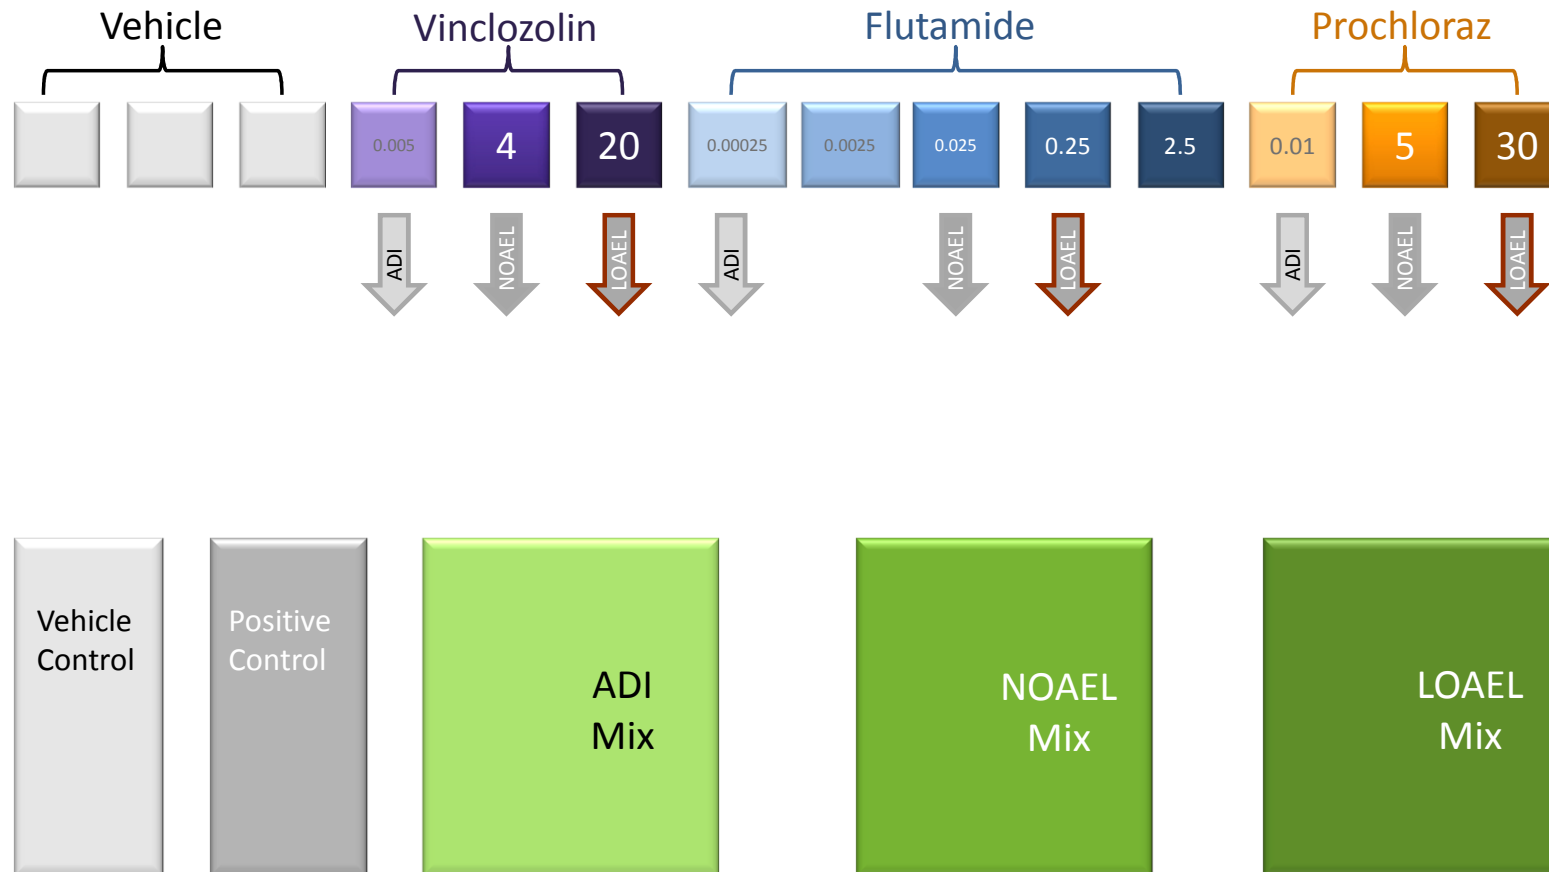 Vehicle Vinclozolin Flutamide Prochloraz
0.005 4 20 0.00025 0.0025 0.025 0.25 2.5 0.01 5 30
ADI NOAEL LOAEL ADI NOAEL LOAEL ADI NOAEL LOAEL
Vehicle
Control
Positive
Control
ADI
Mix
NOAEL
Mix
LOAEL
Mix